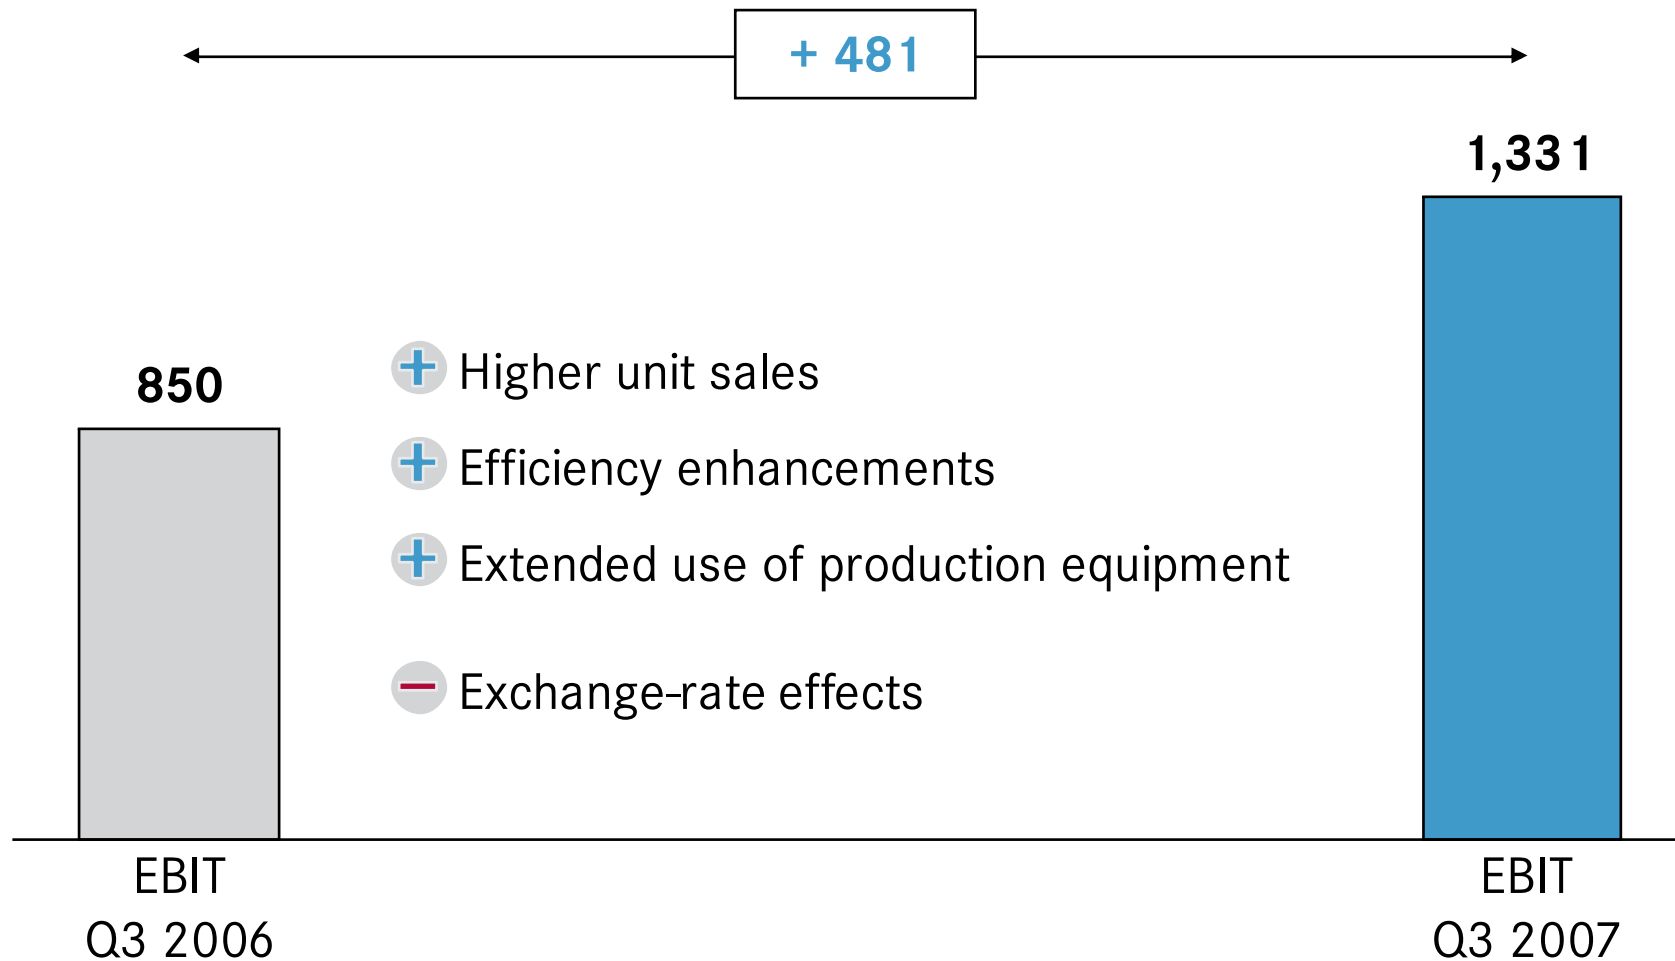 + 481
1,331
850
+ Higher unit sales
+ Efficiency enhancements
+ Extended use of production equipment
− Exchange-rate effects
EBIT
Q3 2006
EBIT
Q3 2007